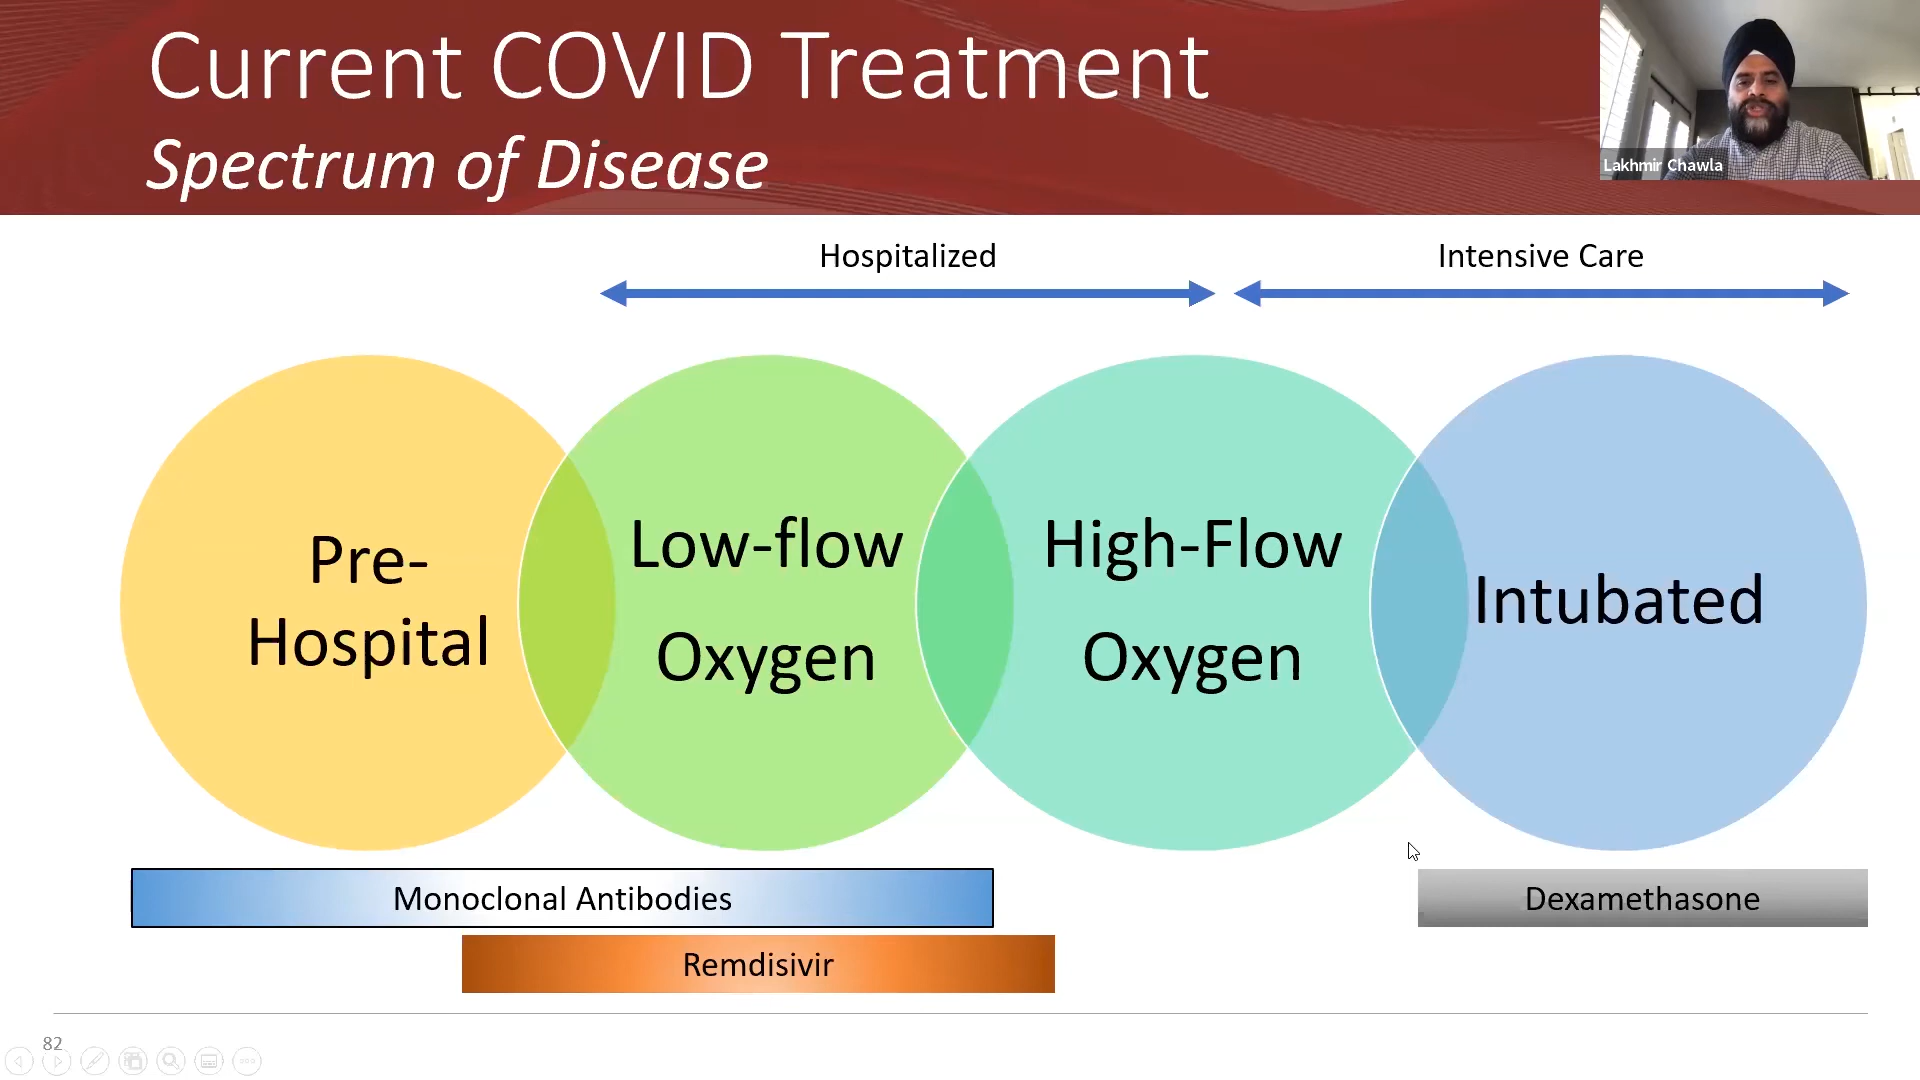 Current COVID Treatment
Spectrum of Disease
Lakhmir Chawla
Hospitalized
Intensive Care
Pre-
Hospital
Low-flow
Oxygen
High-Flow
Oxygen
Intubated
Monoclonal Antibodies
Dexamethasone
Remdisivir
82